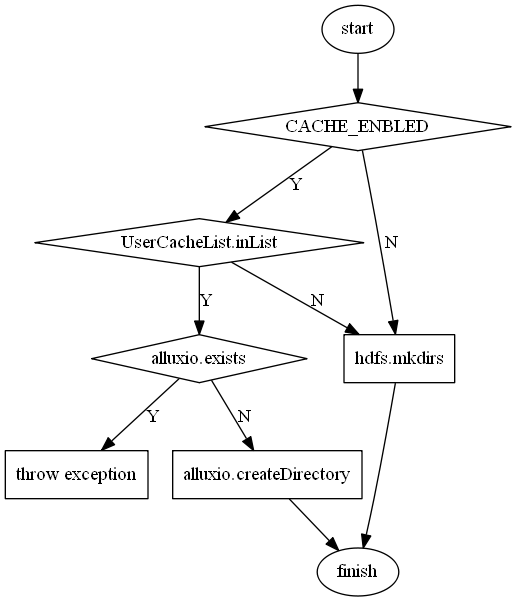 start
CACHE_ENBLED
Y
N
UserCacheList.inList
Y
N
alluxio.exists
hdfs.mkdirs
Y
N
throw exception
alluxio.createDirectory
finish